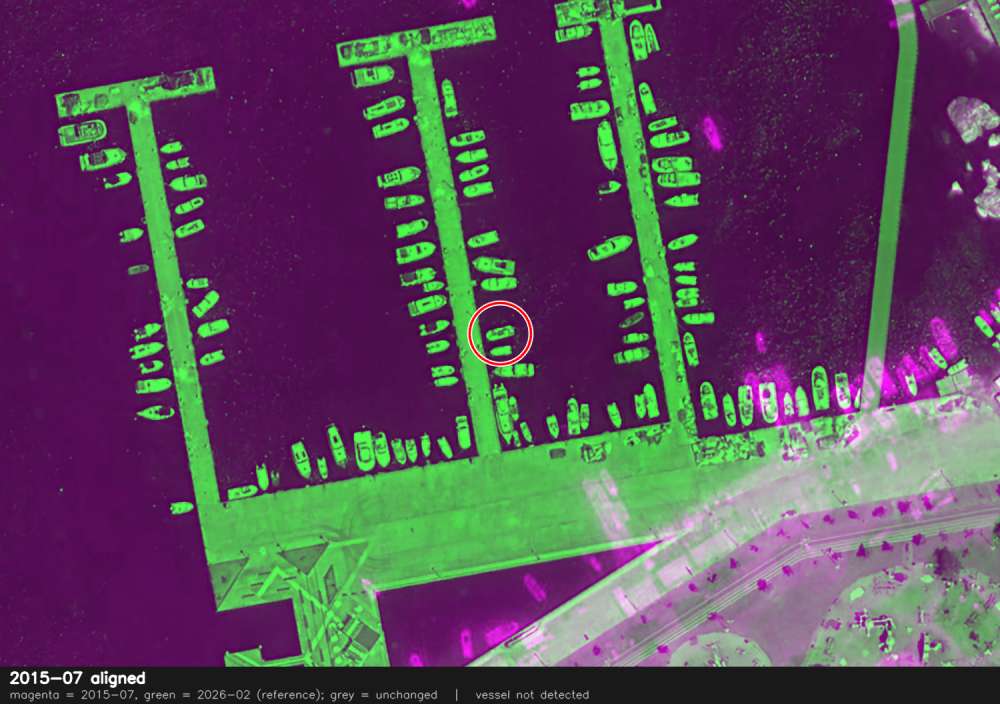 2015-07 aligned
magenta = 2015-07, green = 2026-02 (reference); grey = unchanged | vessel not detected